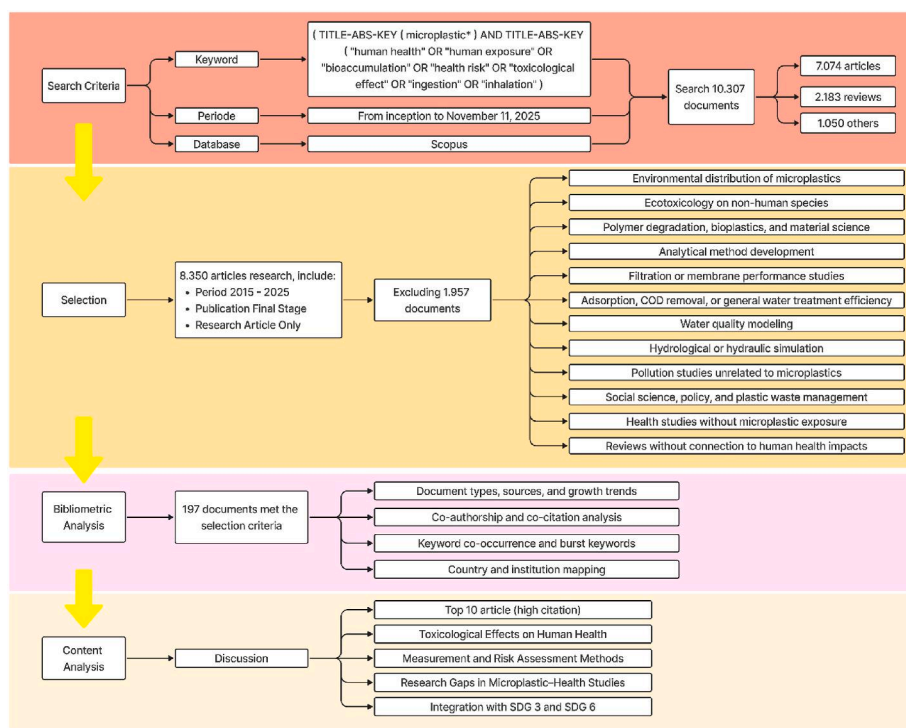 Search Criteria
Keyword
( TITLE-ABS-KEY ( microplastic* ) AND TITLE-ABS-KEY
( "human health" OR "human exposure" OR
"bioaccumulation" OR "health risk" OR "toxicological
effect" OR "ingestion" OR "inhalation" )
Periode
From inception to November 11, 2025
Database
Scopus
Search 10.307
documents
7.074 articles
2.183 reviews
1.050 others
Selection
8.350 articles research, include:
• Period 2015 - 2025
• Publication Final Stage
• Research Article Only
Excluding 1.957
documents
Environmental distribution of microplastics
Ecotoxicology on non-human species
Polymer degradation, bioplastics, and material science
Analytical method development
Filtration or membrane performance studies
Adsorption, COD removal, or general water treatment efficiency
Water quality modeling
Hydrological or hydraulic simulation
Pollution studies unrelated to microplastics
Social science, policy, and plastic waste management
Health studies without microplastic exposure
Reviews without connection to human health impacts
Bibliometric
Analysis
197 documents met the
selection criteria
Document types, sources, and growth trends
Co-authorship and co-citation analysis
Keyword co-occurrence and burst keywords
Country and institution mapping
Content
Analysis
Discussion
Top 10 article (high citation)
Toxicological Effects on Human Health
Measurement and Risk Assessment Methods
Research Gaps in Microplastic–Health Studies
Integration with SDG 3 and SDG 6